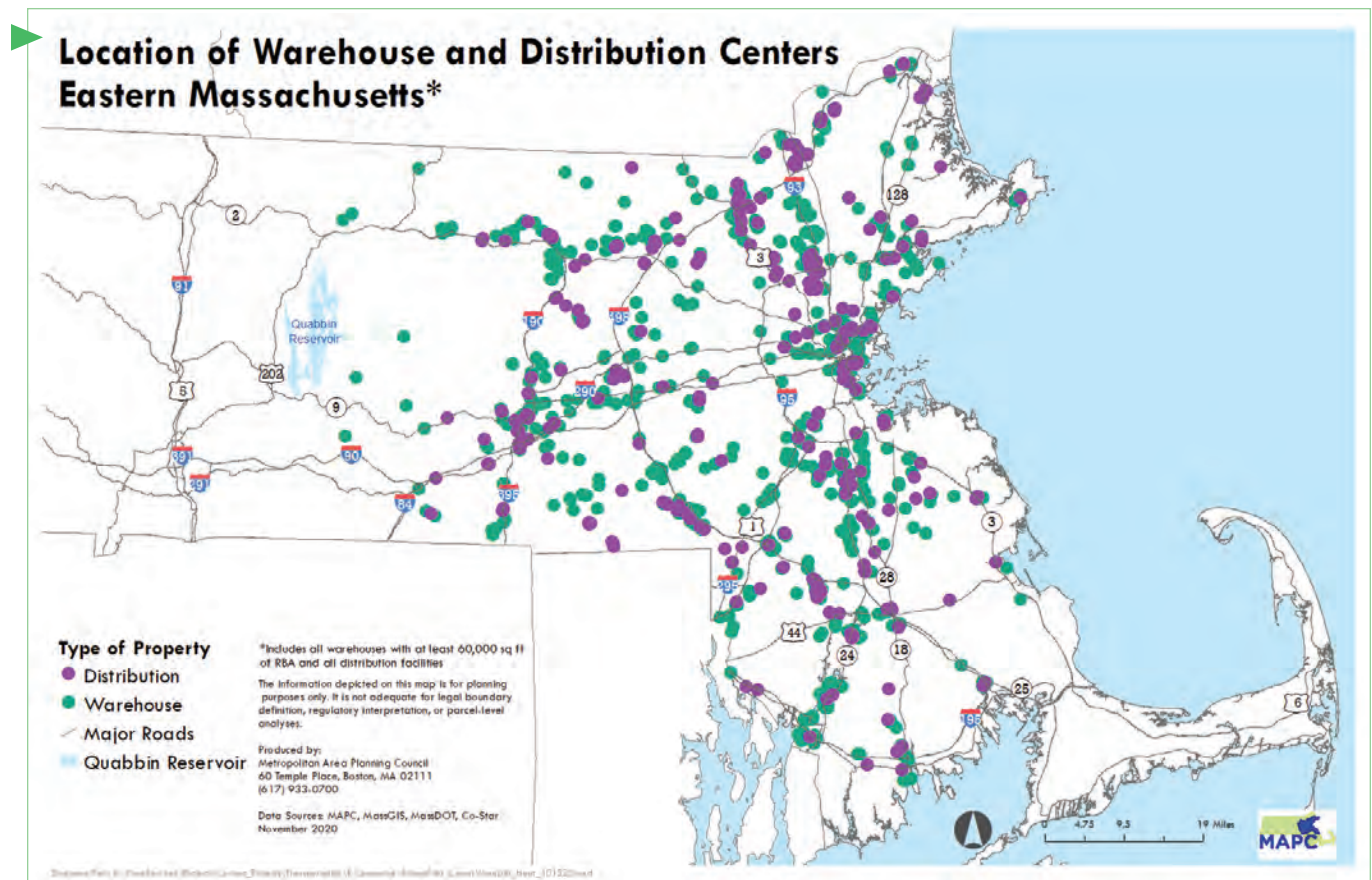 Location of Warehouse and Distribution Centers
Eastern Massachusetts*
93
128
2
3
91
Quabbin
Reservoir
190
495
202
5
290
9
95
391
90
291
395
84
3
1
28
295
44
24
18
25
195
6
Type of Property
Distribution
Warehouse
Major Roads
Quabbin Reservoir
*Includes all warehouses with at least 60,000 sq ft
of RBA and all distribution facilities
The information depicted on this map is for planning
purposes only. It is not adequate for legal boundary
definition, regulatory interpretation, or parcel-level
analyses.
Produced by:
Metropolitan Area Planning Council
60 Temple Place, Boston, MA 02111
(617) 933-0700
Data Sources: MAPC, MassGIS, MassDOT, Co-Star
November 2020
0 4.75 9.5 19 Miles
MAPC